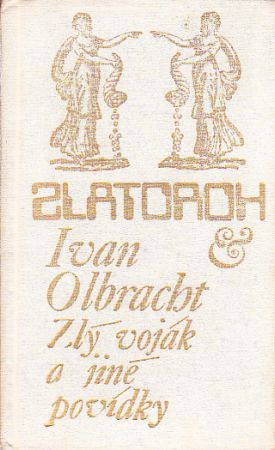 ZLATOROH
&
Ivan
Olbracht
Zlý voják
a jiné
povídky